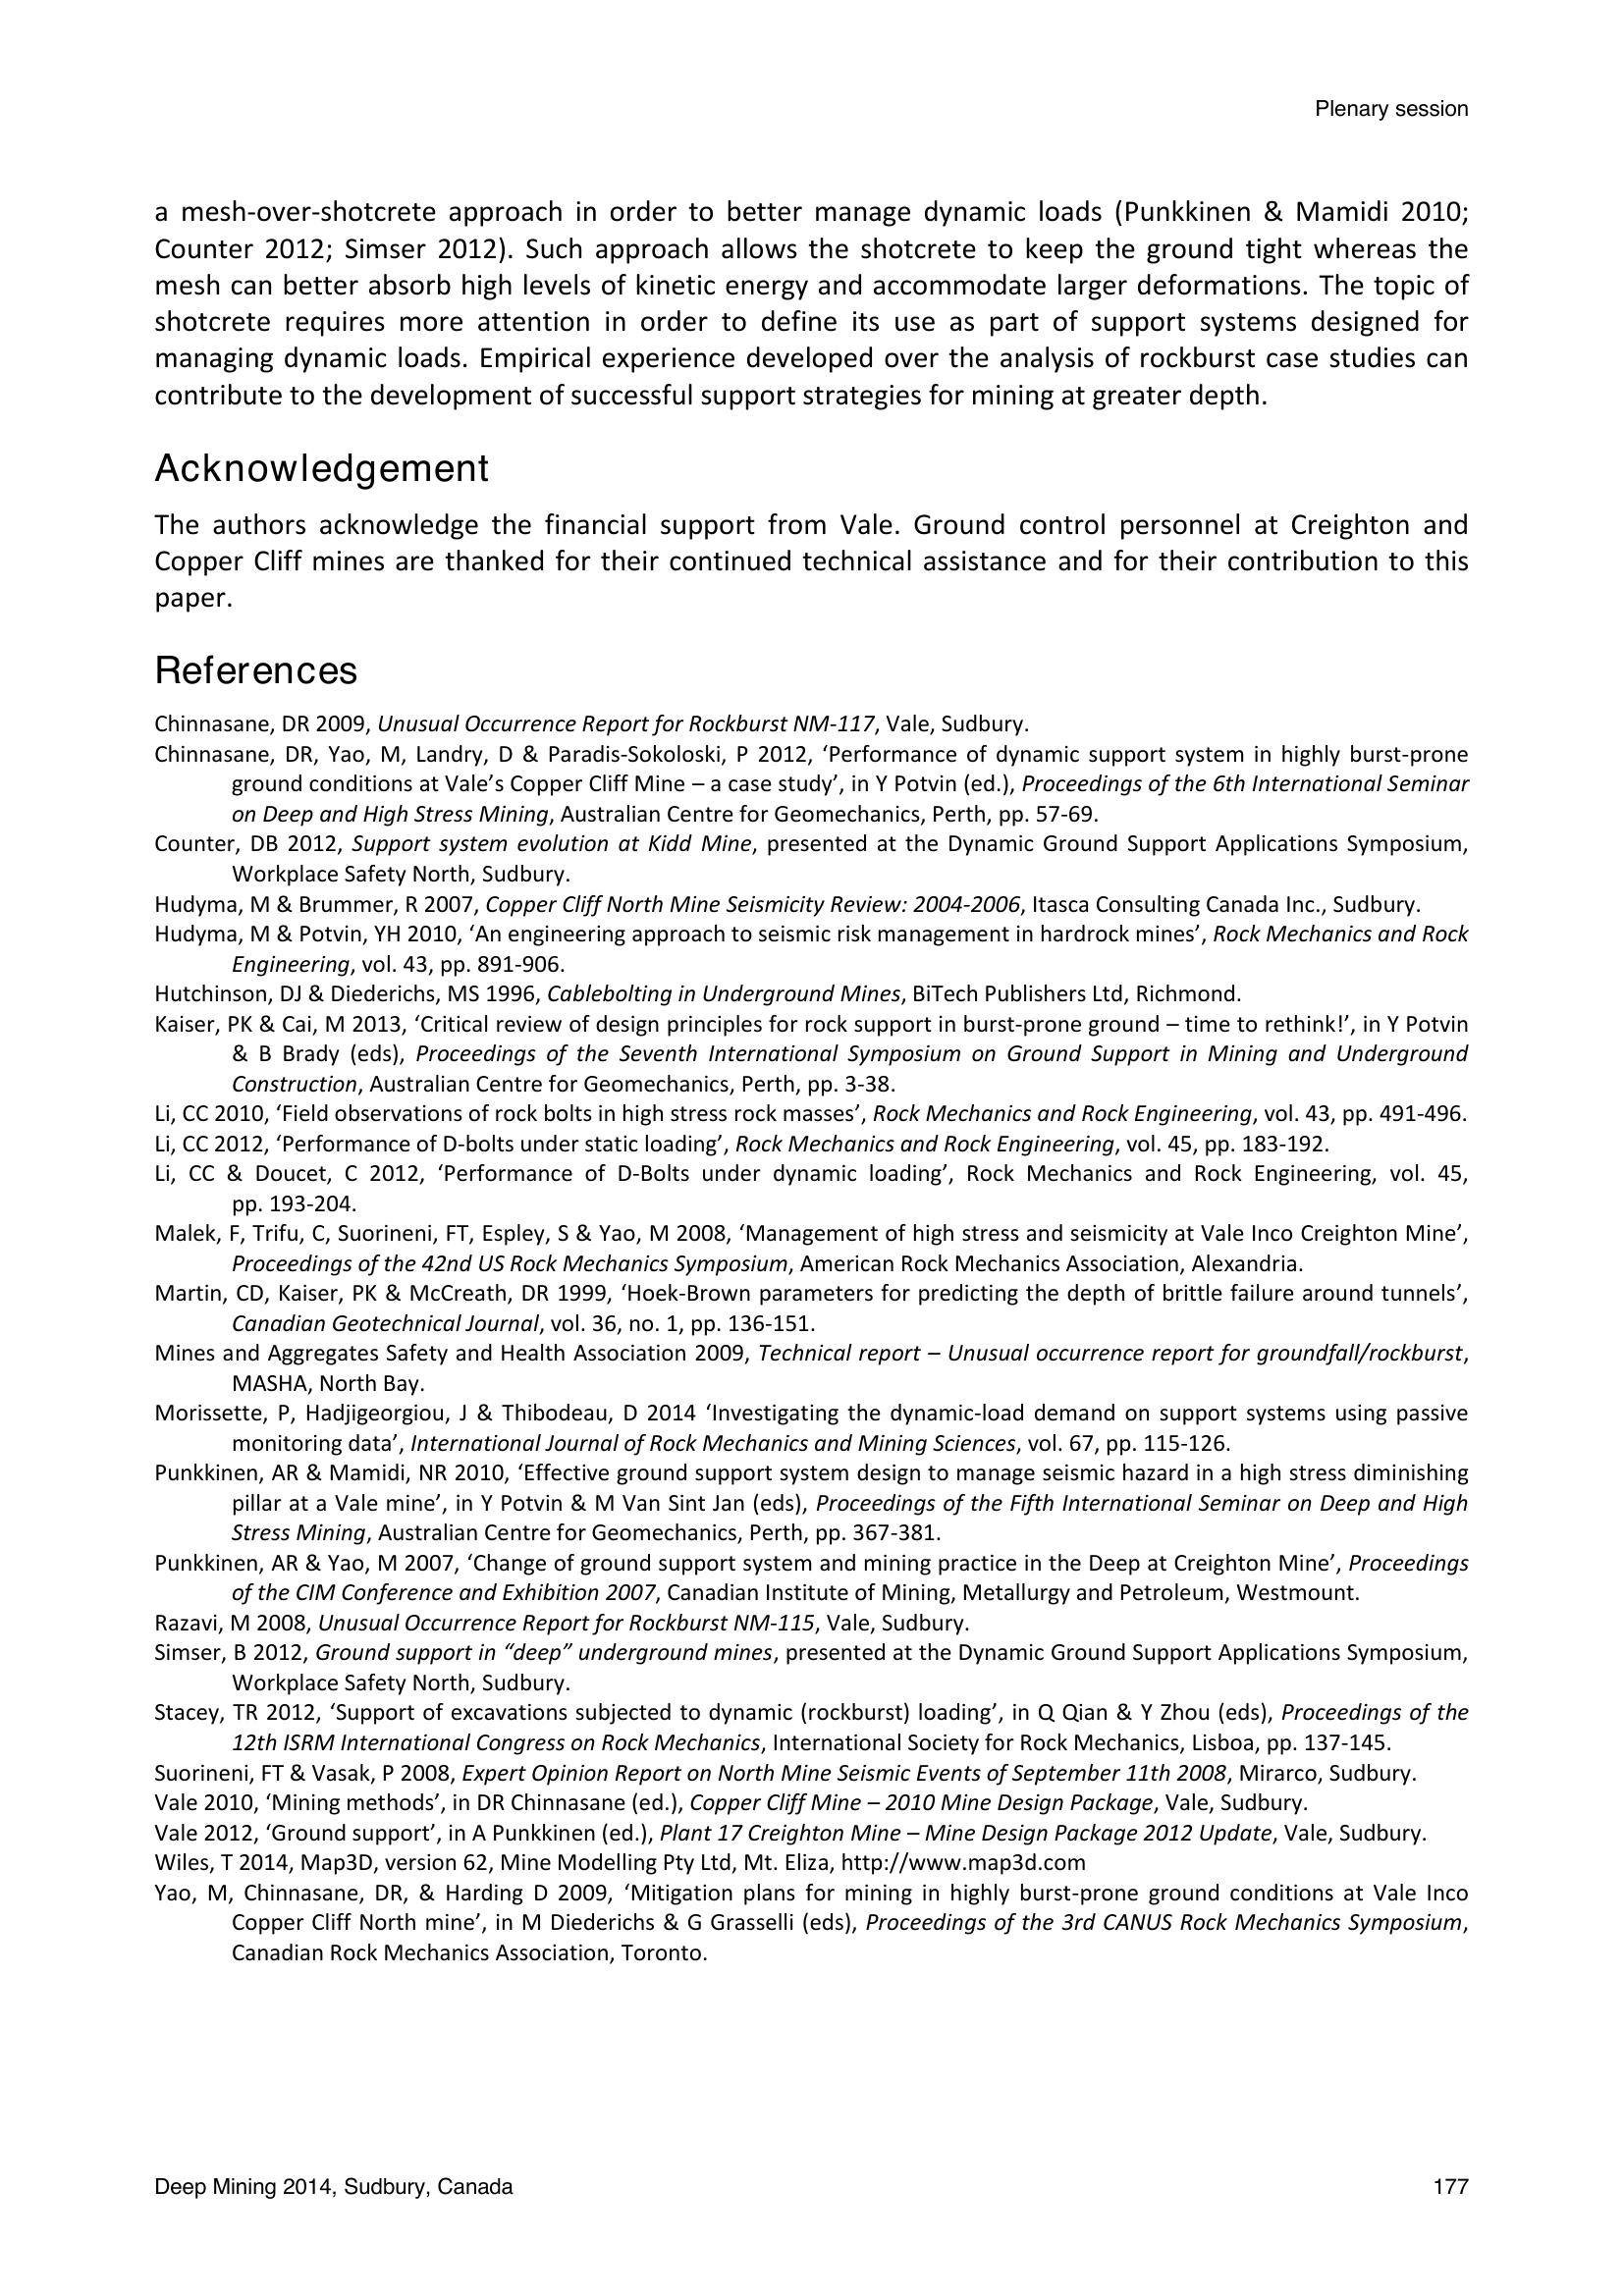 Plenary session
a mesh-over-shotcrete approach in order to better manage dynamic loads (Punkkinen & Mamidi 2010;
Counter 2012; Simser 2012). Such approach allows the shotcrete to keep the ground tight whereas the
mesh can better absorb high levels of kinetic energy and accommodate larger deformations. The topic of
shotcrete requires more attention in order to define its use as part of support systems designed for
managing dynamic loads. Empirical experience developed over the analysis of rockburst case studies can
contribute to the development of successful support strategies for mining at greater depth.
Acknowledgement
The authors acknowledge the financial support from Vale. Ground control personnel at Creighton and
Copper Cliff mines are thanked for their continued technical assistance and for their contribution to this
paper.
References
Chinnasane, DR 2009, Unusual Occurrence Report for Rockburst NM-117, Vale, Sudbury.
Chinnasane, DR, Yao, M, Landry, D & Paradis-Sokoloski, P 2012, ‘Performance of dynamic support system in highly burst-prone
ground conditions at Vale’s Copper Cliff Mine – a case study’, in Y Potvin (ed.), Proceedings of the 6th International Seminar
on Deep and High Stress Mining, Australian Centre for Geomechanics, Perth, pp. 57-69.
Counter, DB 2012, Support system evolution at Kidd Mine, presented at the Dynamic Ground Support Applications Symposium,
Workplace Safety North, Sudbury.
Hudyma, M & Brummer, R 2007, Copper Cliff North Mine Seismicity Review: 2004-2006, Itasca Consulting Canada Inc., Sudbury.
Hudyma, M & Potvin, YH 2010, ‘An engineering approach to seismic risk management in hardrock mines’, Rock Mechanics and Rock
Engineering, vol. 43, pp. 891-906.
Hutchinson, DJ & Diederichs, MS 1996, Cablebolting in Underground Mines, BiTech Publishers Ltd, Richmond.
Kaiser, PK & Cai, M 2013, ‘Critical review of design principles for rock support in burst-prone ground – time to rethink!’, in Y Potvin
& B Brady (eds), Proceedings of the Seventh International Symposium on Ground Support in Mining and Underground
Construction, Australian Centre for Geomechanics, Perth, pp. 3-38.
Li, CC 2010, ‘Field observations of rock bolts in high stress rock masses’, Rock Mechanics and Rock Engineering, vol. 43, pp. 491-496.
Li, CC 2012, ‘Performance of D-bolts under static loading’, Rock Mechanics and Rock Engineering, vol. 45, pp. 183-192.
Li, CC & Doucet, C 2012, ‘Performance of D-Bolts under dynamic loading’, Rock Mechanics and Rock Engineering, vol. 45,
pp. 193-204.
Malek, F, Trifu, C, Suorineni, FT, Espley, S & Yao, M 2008, ‘Management of high stress and seismicity at Vale Inco Creighton Mine’,
Proceedings of the 42nd US Rock Mechanics Symposium, American Rock Mechanics Association, Alexandria.
Martin, CD, Kaiser, PK & McCreath, DR 1999, ‘Hoek-Brown parameters for predicting the depth of brittle failure around tunnels’,
Canadian Geotechnical Journal, vol. 36, no. 1, pp. 136-151.
Mines and Aggregates Safety and Health Association 2009, Technical report – Unusual occurrence report for groundfall/rockburst,
MASHA, North Bay.
Morissette, P, Hadjigeorgiou, J & Thibodeau, D 2014 ‘Investigating the dynamic-load demand on support systems using passive
monitoring data’, International Journal of Rock Mechanics and Mining Sciences, vol. 67, pp. 115-126.
Punkkinen, AR & Mamidi, NR 2010, ‘Effective ground support system design to manage seismic hazard in a high stress diminishing
pillar at a Vale mine’, in Y Potvin & M Van Sint Jan (eds), Proceedings of the Fifth International Seminar on Deep and High
Stress Mining, Australian Centre for Geomechanics, Perth, pp. 367-381.
Punkkinen, AR & Yao, M 2007, ‘Change of ground support system and mining practice in the Deep at Creighton Mine’, Proceedings
of the CIM Conference and Exhibition 2007, Canadian Institute of Mining, Metallurgy and Petroleum, Westmount.
Razavi, M 2008, Unusual Occurrence Report for Rockburst NM-115, Vale, Sudbury.
Simser, B 2012, Ground support in “deep” underground mines, presented at the Dynamic Ground Support Applications Symposium,
Workplace Safety North, Sudbury.
Stacey, TR 2012, ‘Support of excavations subjected to dynamic (rockburst) loading’, in Q Qian & Y Zhou (eds), Proceedings of the
12th ISRM International Congress on Rock Mechanics, International Society for Rock Mechanics, Lisboa, pp. 137-145.
Suorineni, FT & Vasak, P 2008, Expert Opinion Report on North Mine Seismic Events of September 11th 2008, Mirarco, Sudbury.
Vale 2010, ‘Mining methods’, in DR Chinnasane (ed.), Copper Cliff Mine – 2010 Mine Design Package, Vale, Sudbury.
Vale 2012, ‘Ground support’, in A Punkkinen (ed.), Plant 17 Creighton Mine – Mine Design Package 2012 Update, Vale, Sudbury.
Wiles, T 2014, Map3D, version 62, Mine Modelling Pty Ltd, Mt. Eliza, http://www.map3d.com
Yao, M, Chinnasane, DR, & Harding D 2009, ‘Mitigation plans for mining in highly burst-prone ground conditions at Vale Inco
Copper Cliff North mine’, in M Diederichs & G Grasselli (eds), Proceedings of the 3rd CANUS Rock Mechanics Symposium,
Canadian Rock Mechanics Association, Toronto.
Deep Mining 2014, Sudbury, Canada
177